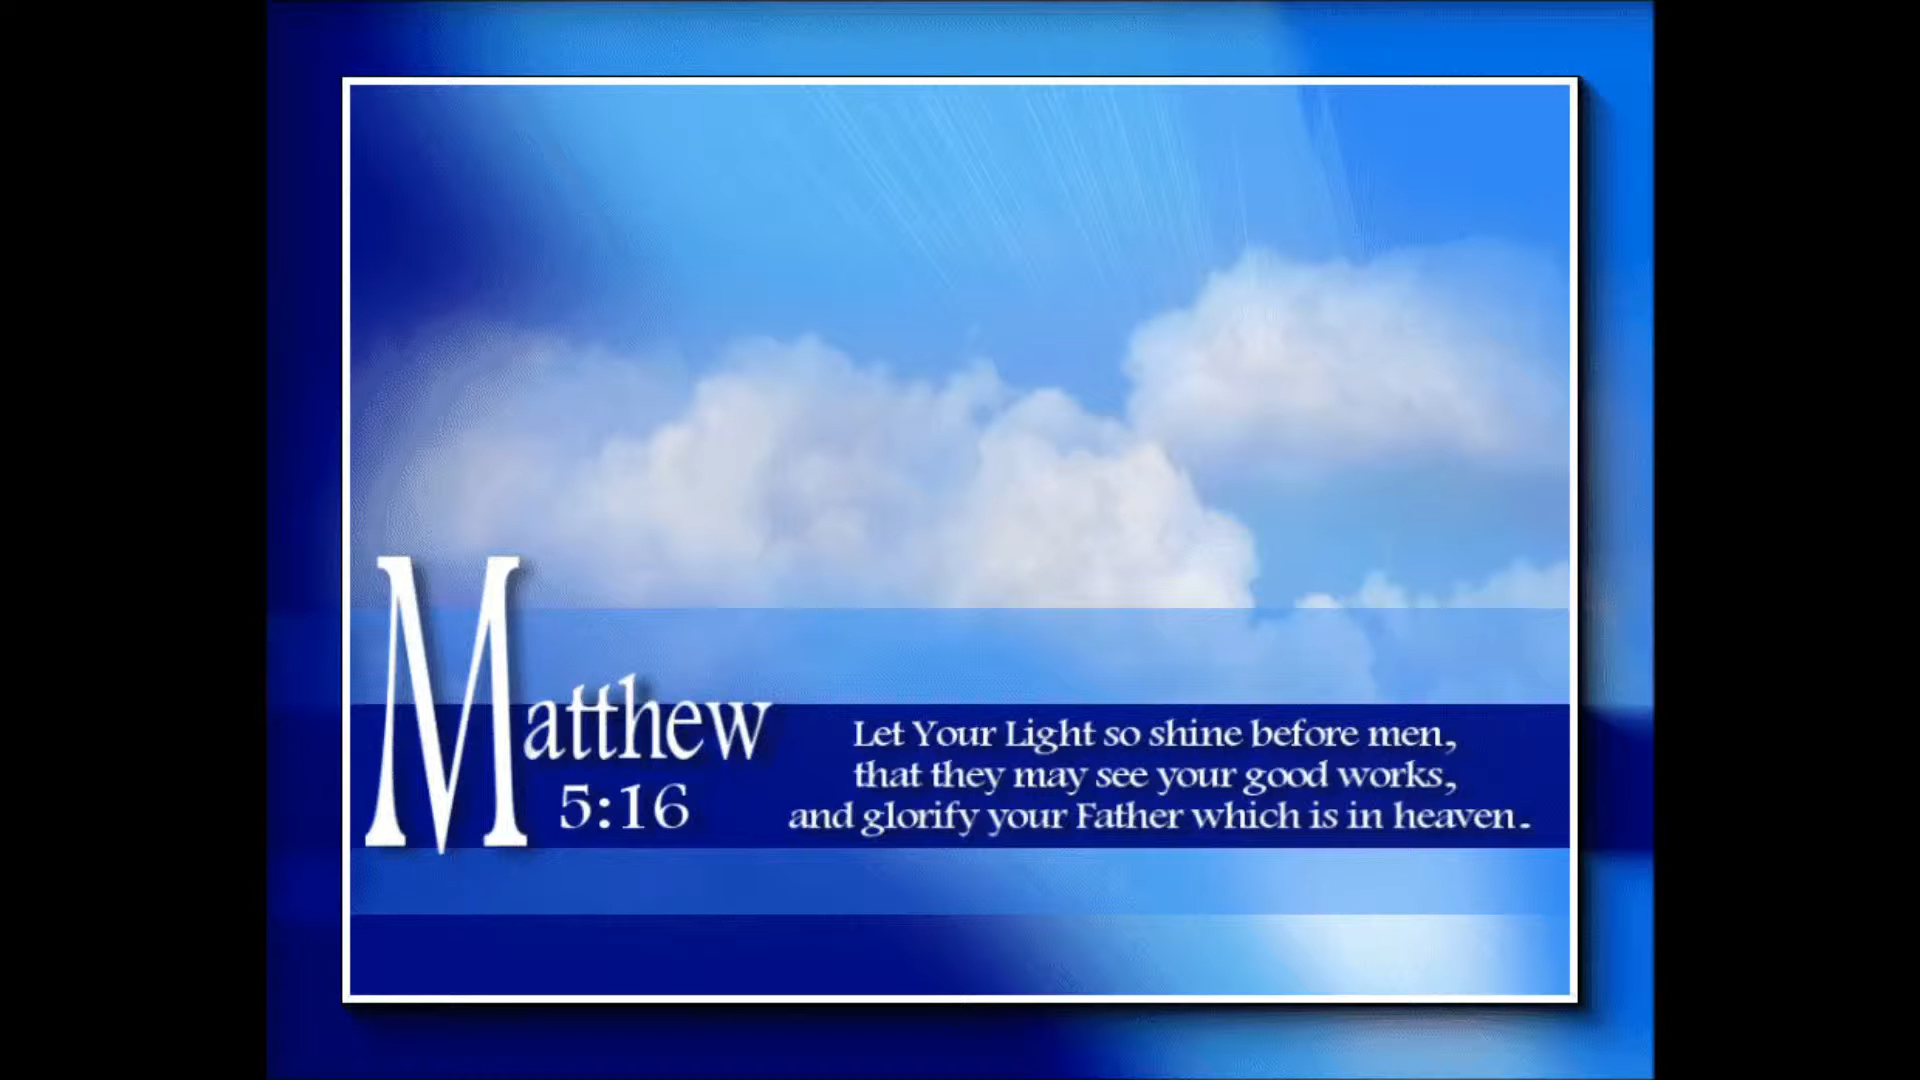 Matthew
5:16
Let Your Light so shine before men,
that they may see your good works,
and glorify your Father which is in heaven.